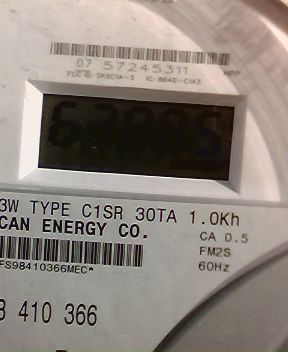 07 57245311
3W TYPE C1SR 30TA 1.0Kh
CAN ENERGY CO.
CA 0.5
FM2S
60Hz
FS98410366MEC*
8 410 366